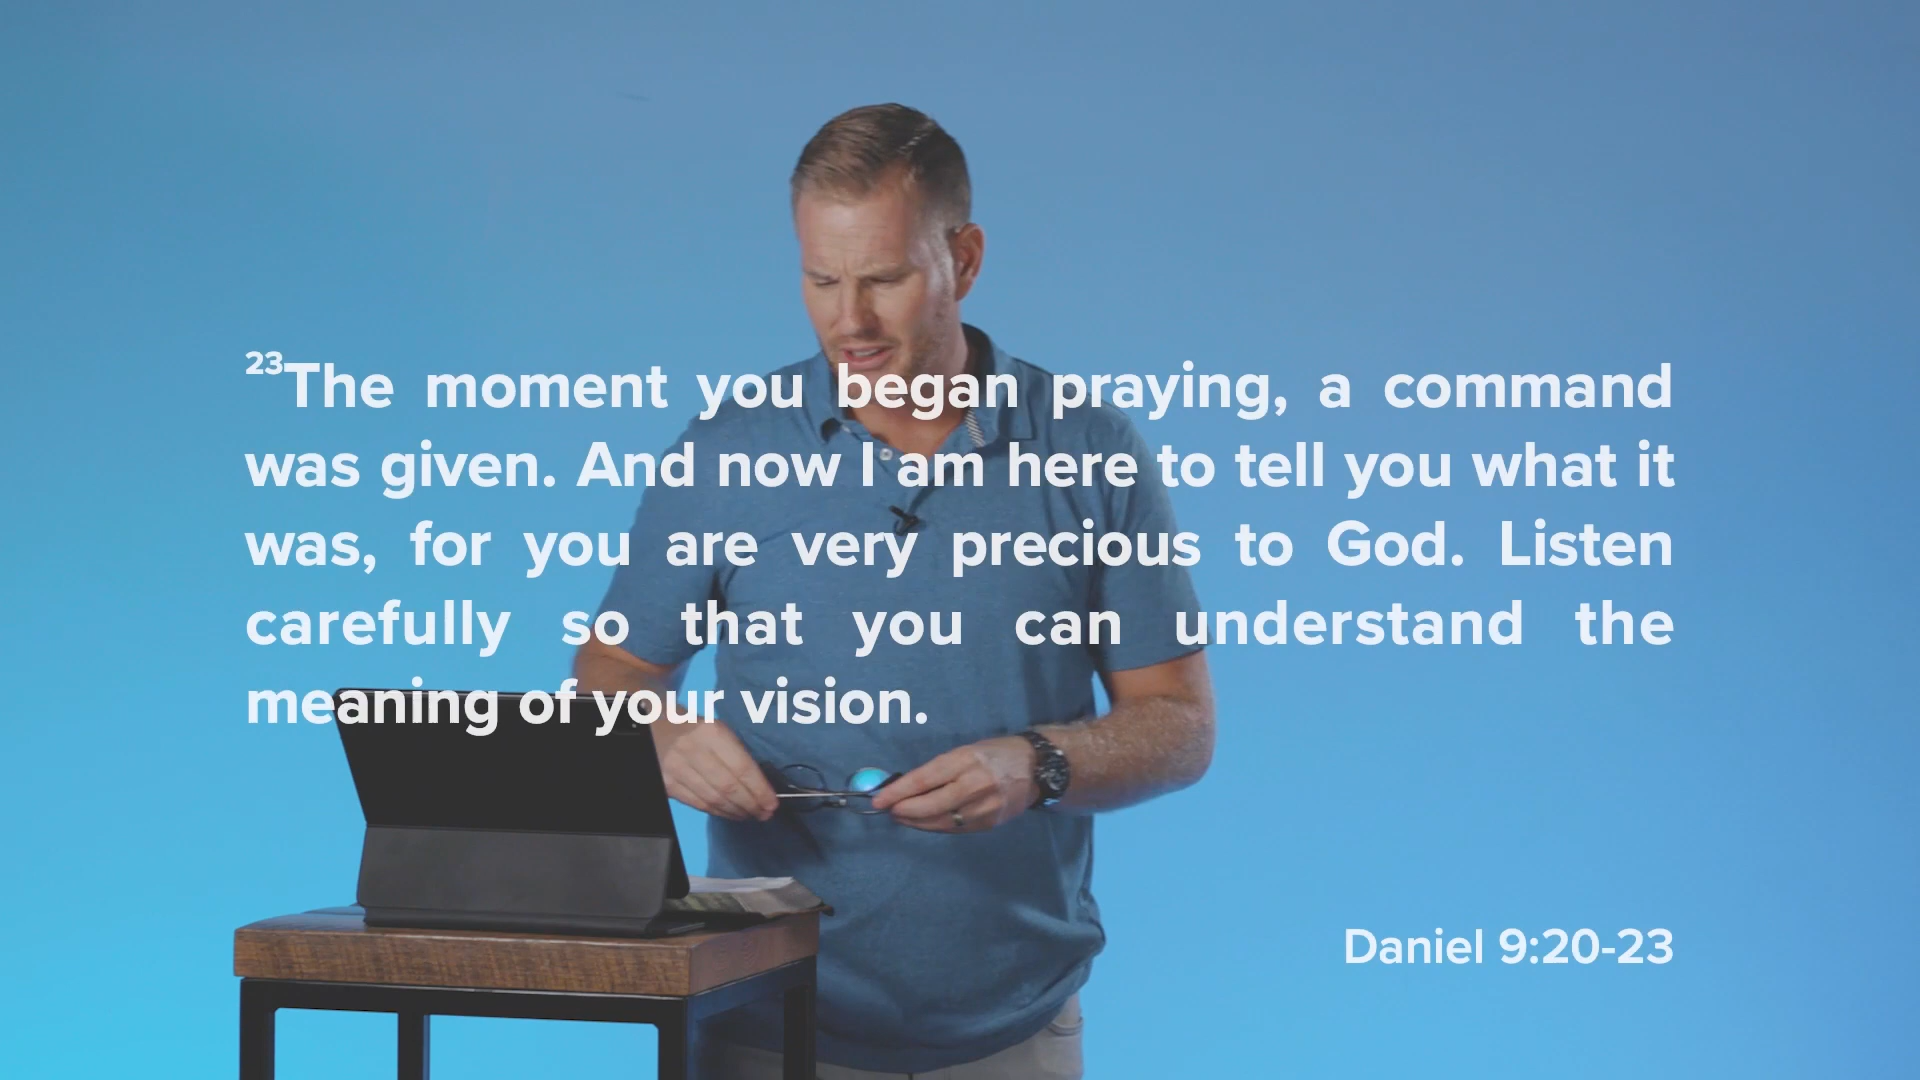 23The moment you began praying, a command
was given. And now I am here to tell you what it
was, for you are very precious to God. Listen
carefully so that you can understand the
meaning of your vision.
Daniel 9:20-23